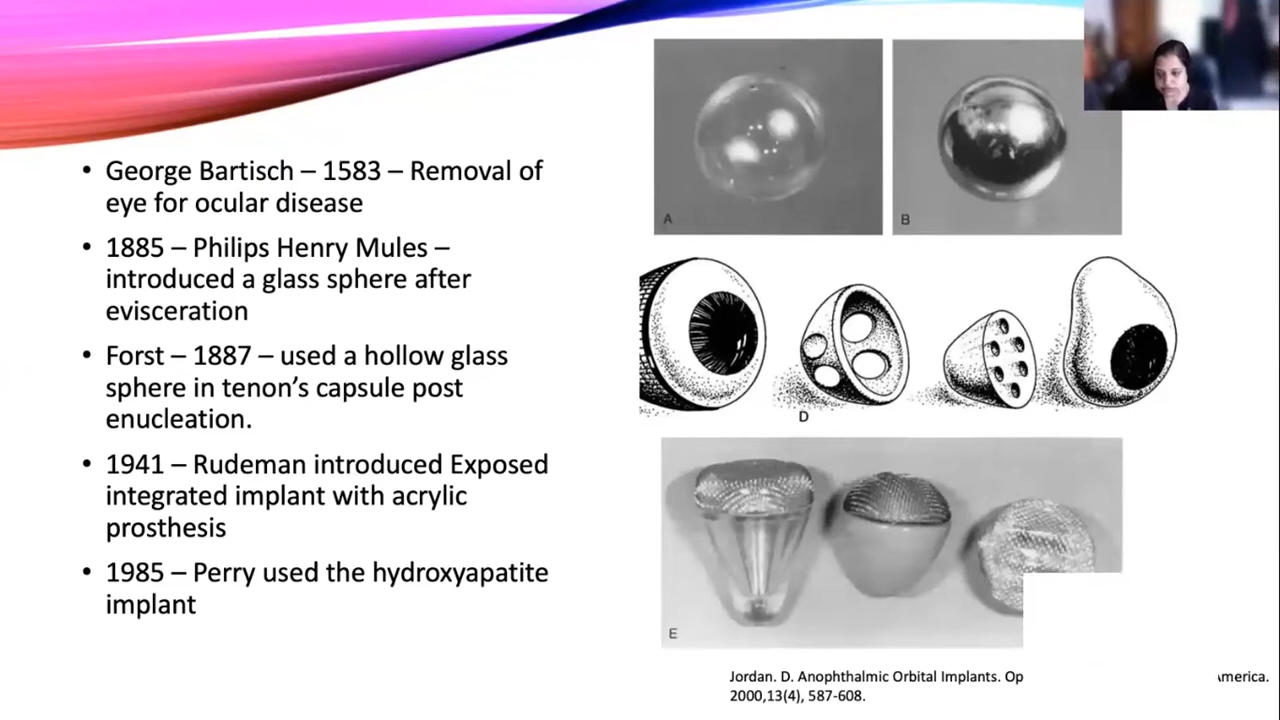 • George Bartisch – 1583 – Removal of
eye for ocular disease
• 1885 – Philips Henry Mules –
introduced a glass sphere after
evisceration
• Forst – 1887 – used a hollow glass
sphere in tenon’s capsule post
enucleation.
• 1941 – Rudeman introduced Exposed
integrated implant with acrylic
prosthesis
• 1985 – Perry used the hydroxyapatite
implant
A
B
D
E
Jordan. D. Anophthalmic Orbital Implants. Op
2000,13(4), 587-608.